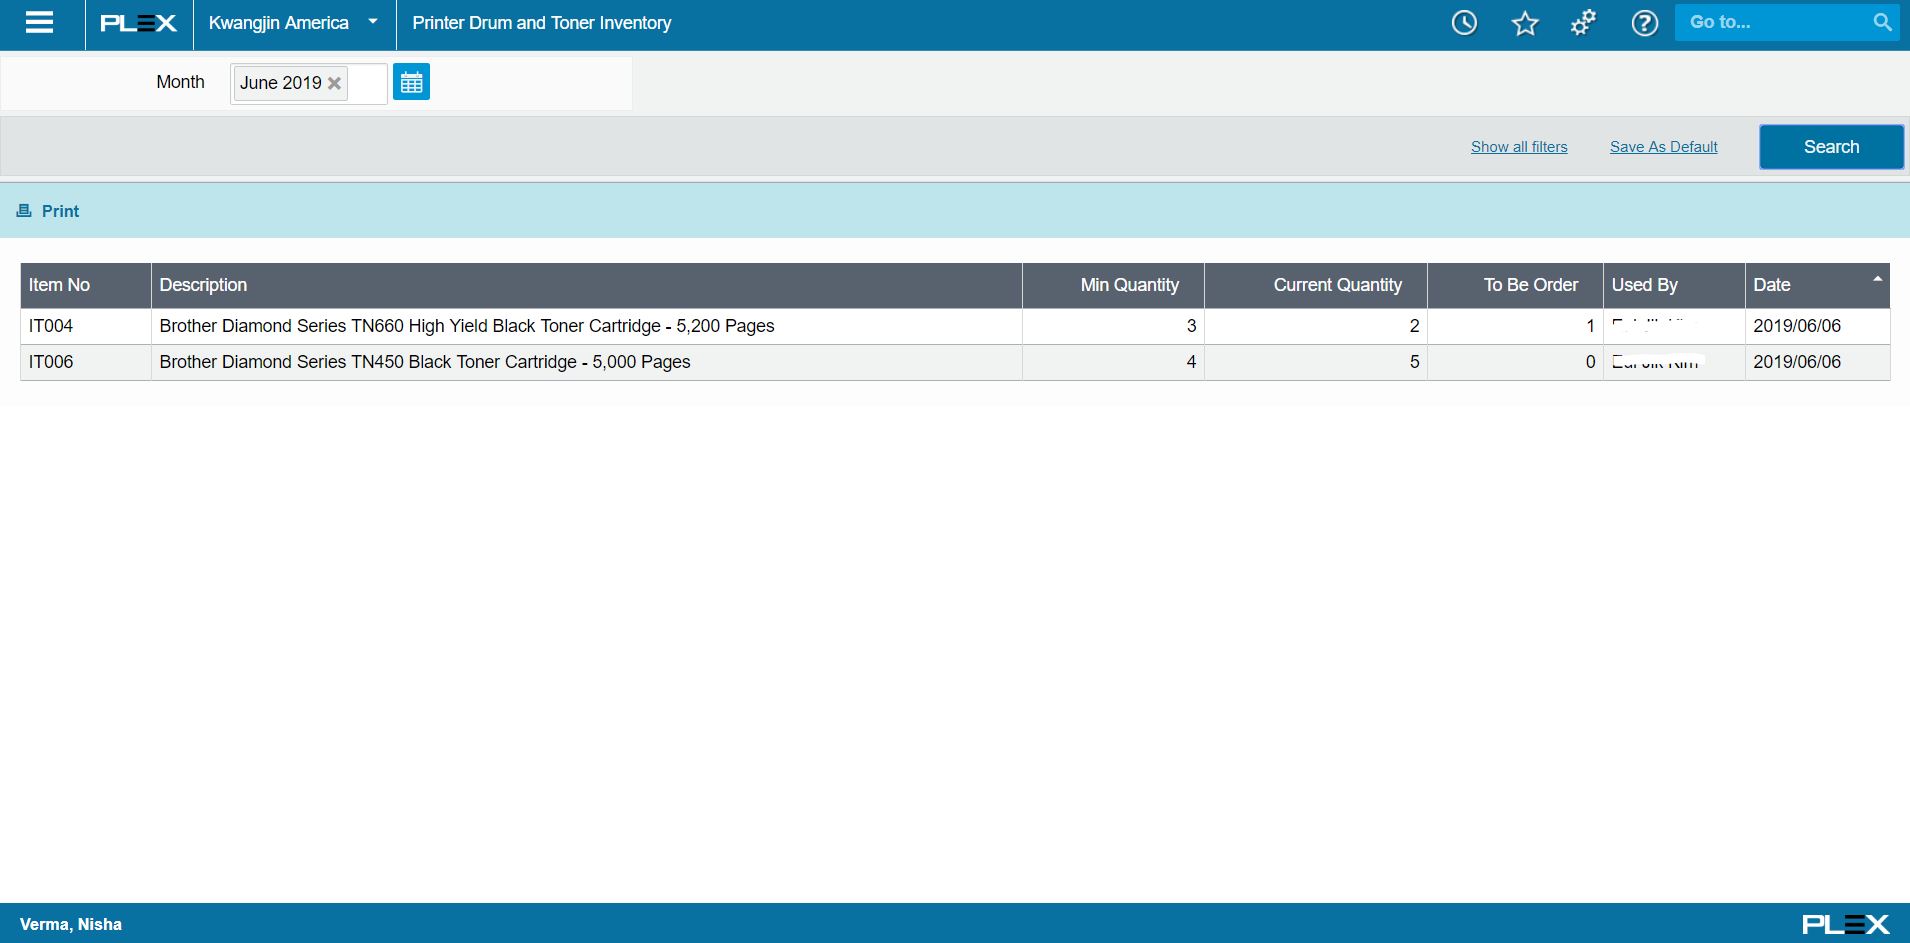 PLEX Kwangjin America Printer Drum and Toner Inventory Go to...
Month June 2019
Show all filters Save As Default Search
Print
Item No Description Min Quantity Current Quantity To Be Order Used By Date
IT004 Brother Diamond Series TN660 High Yield Black Toner Cartridge - 5,200 Pages 3 2 1 2019/06/06
IT006 Brother Diamond Series TN450 Black Toner Cartridge - 5,000 Pages 4 5 0 2019/06/06
Verma, Nisha PLEX